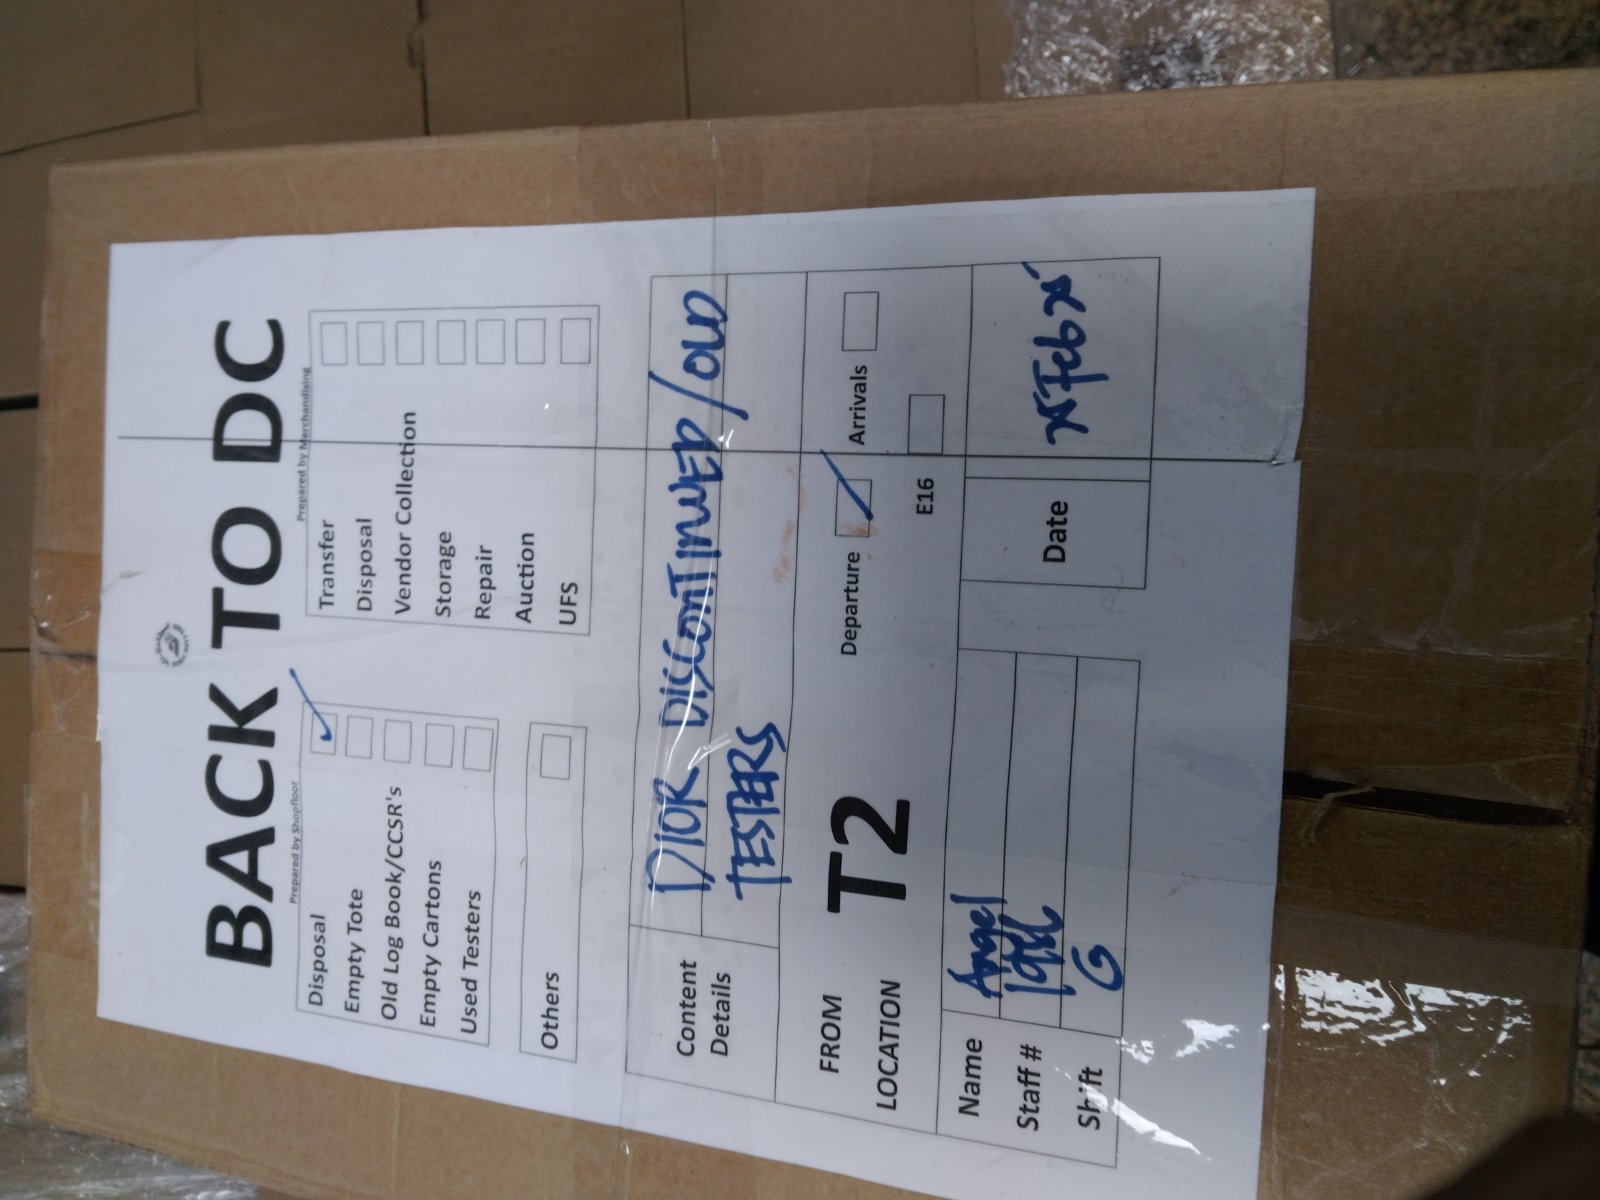 BACK TO DC
Prepared by Shopfloor
Disposal
Empty Tote
Old Log Book/CCSR's
Empty Cartons
Used Testers
Others
Prepared by Merchandising
Transfer
Disposal
Vendor Collection
Storage
Repair
Auction
UFS
Content Details
DIOR DISCONTINUED/OLD
TESTERS
FROM LOCATION
T2
Departure
Arrivals
E16
Name
Angel
Staff #
Shift
G
Date
Feb